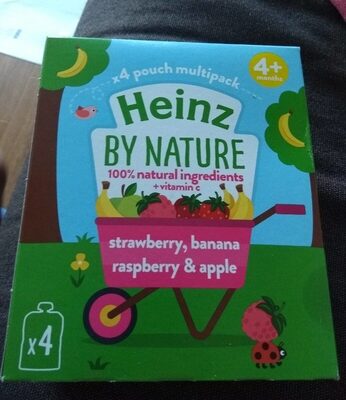 x4 pouch multipack
4+
months
Heinz
BY NATURE
100% natural ingredients
+ vitamin c
strawberry, banana
raspberry & apple
x4